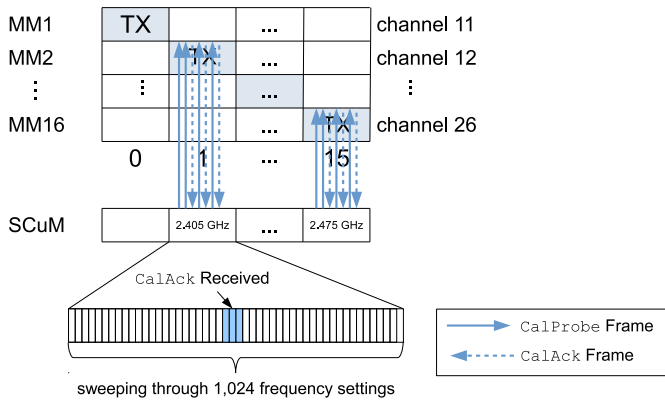 MM1 TX ... channel 11
MM2 TX ... channel 12
⋮ ⋮ ... ⋮
MM16 ... TX channel 26
0 1 ... 15
SCuM 2.405 GHz ... 2.475 GHz
CalAck Received
CalProbe Frame
CalAck Frame
sweeping through 1,024 frequency settings